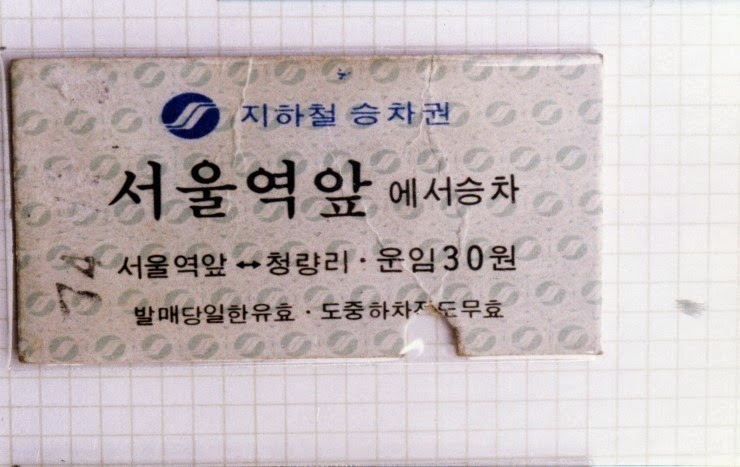 지하철 승차권
서울역앞 에서승차
서울역앞 ↔ 청량리 · 운임30원
발매당일한유효 · 도중하차 도무효
74